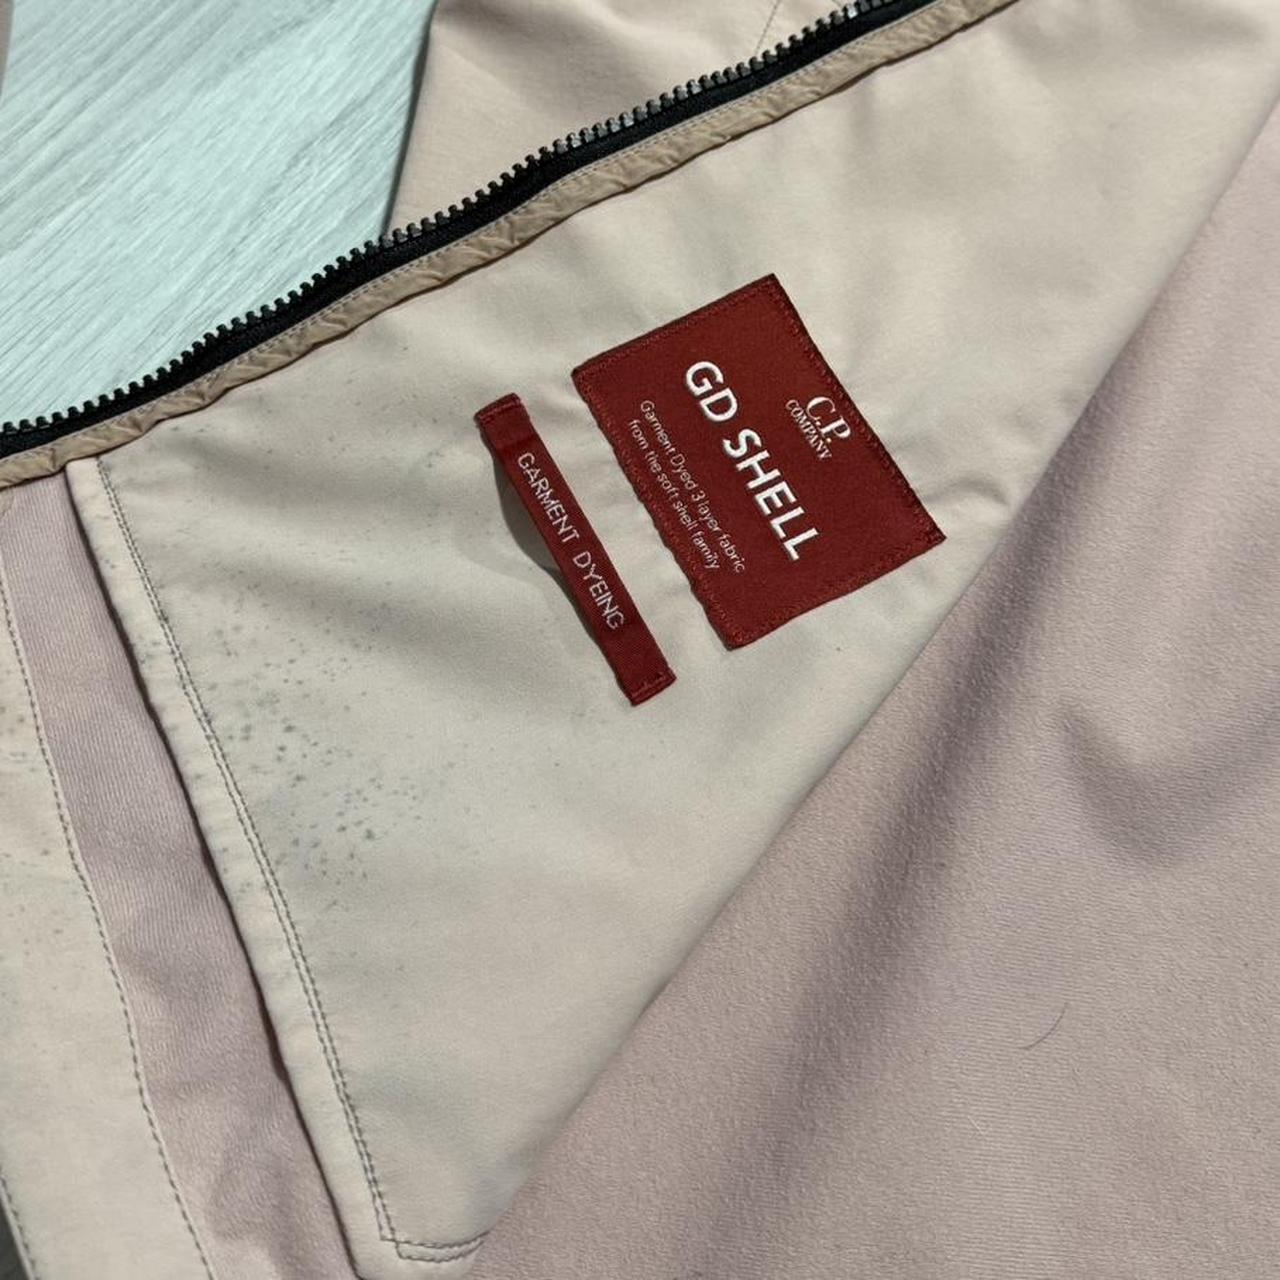 C.P.
COMPANY
GD SHELL
Garment Dyed 3 layer fabric
from the soft shell family
GARMENT DYEING